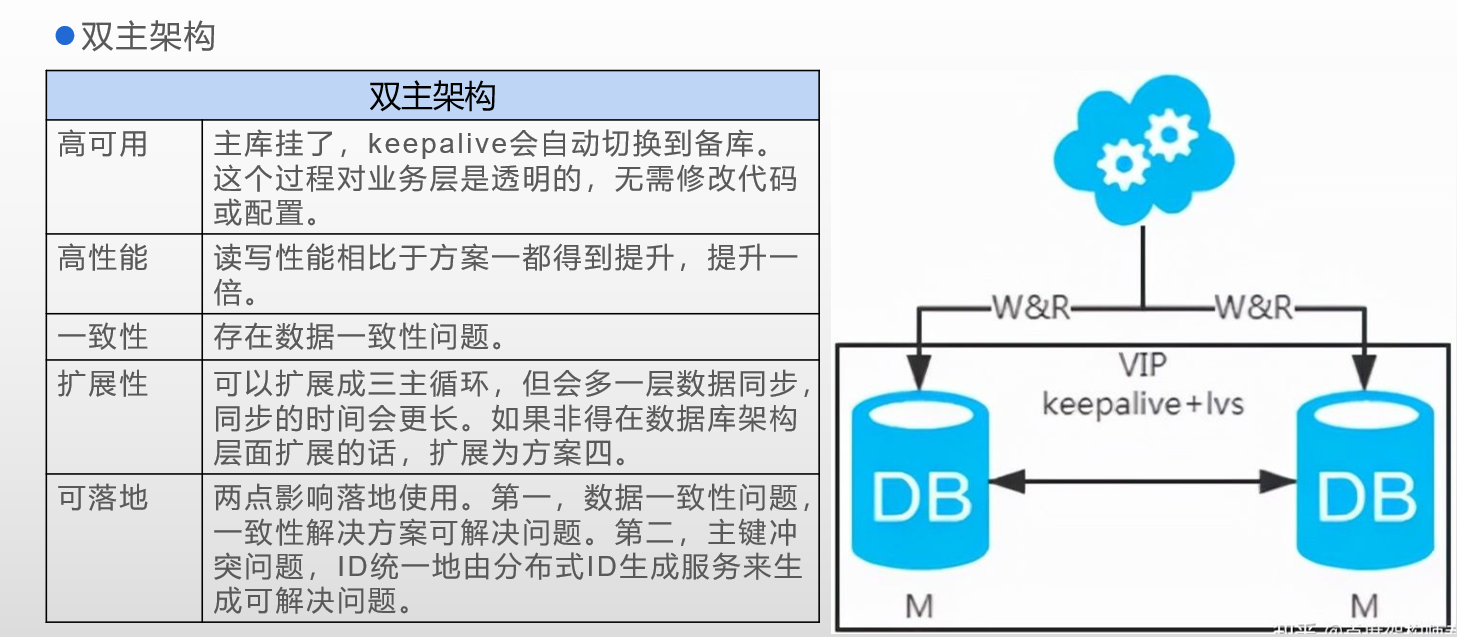 双主架构
双主架构
高可用
主库挂了，keepalive会自动切换到备库。
这个过程对业务层是透明的，无需修改代码
或配置。
高性能
读写性能相比于方案一都得到提升，提升一
倍。
一致性
存在数据一致性问题。
扩展性
可以扩展成三主循环，但会多一层数据同步，
同步的时间会更长。如果非得在数据库架构
层面扩展的话，扩展为方案四。
可落地
两点影响落地使用。第一，数据一致性问题，
一致性解决方案可解决问题。第二，主键冲
突问题，ID统一地由分布式ID生成服务来生
成可解决问题。
W&R
W&R
VIP
keepalive+lvs
DB
DB
M
M